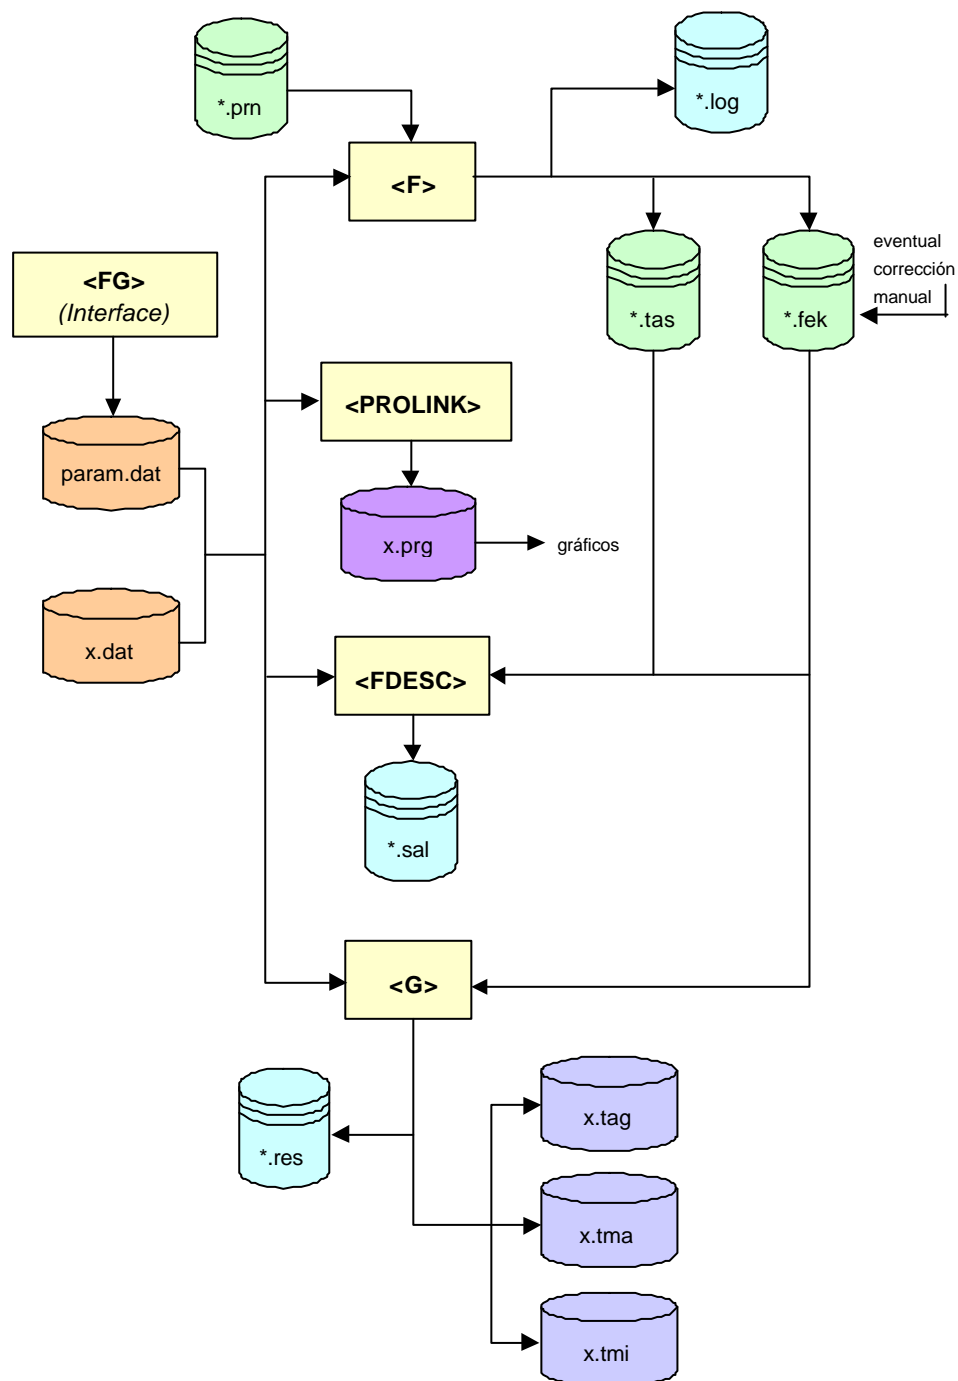 *.prn
*.log
<F>
<FG>
(Interface)
*.tas
*.fek
eventual
corrección
manual
<PROLINK>
param.dat
x.prg
gráficos
x.dat
<FDESC>
*.sal
<G>
*.res
x.tag
x.tma
x.tmi